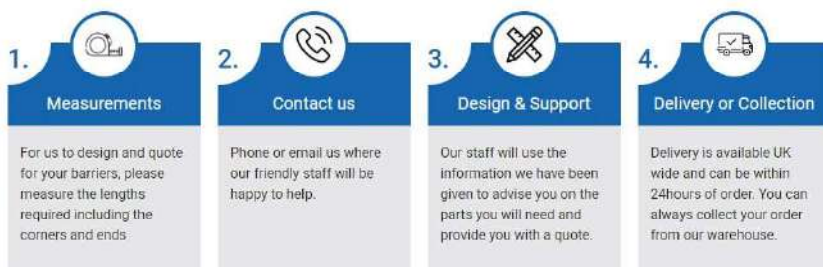 1.
Measurements
For us to design and quote
for your barriers, please
measure the lengths
required including the
corners and ends
2.
Contact us
Phone or email us where
our friendly staff will be
happy to help.
3.
Design & Support
Our staff will use the
information we have been
given to advise you on the
parts you will need and
provide you with a quote.
4.
Delivery or Collection
Delivery is available UK
wide and can be within
24hours of order. You can
always collect your order
from our warehouse.